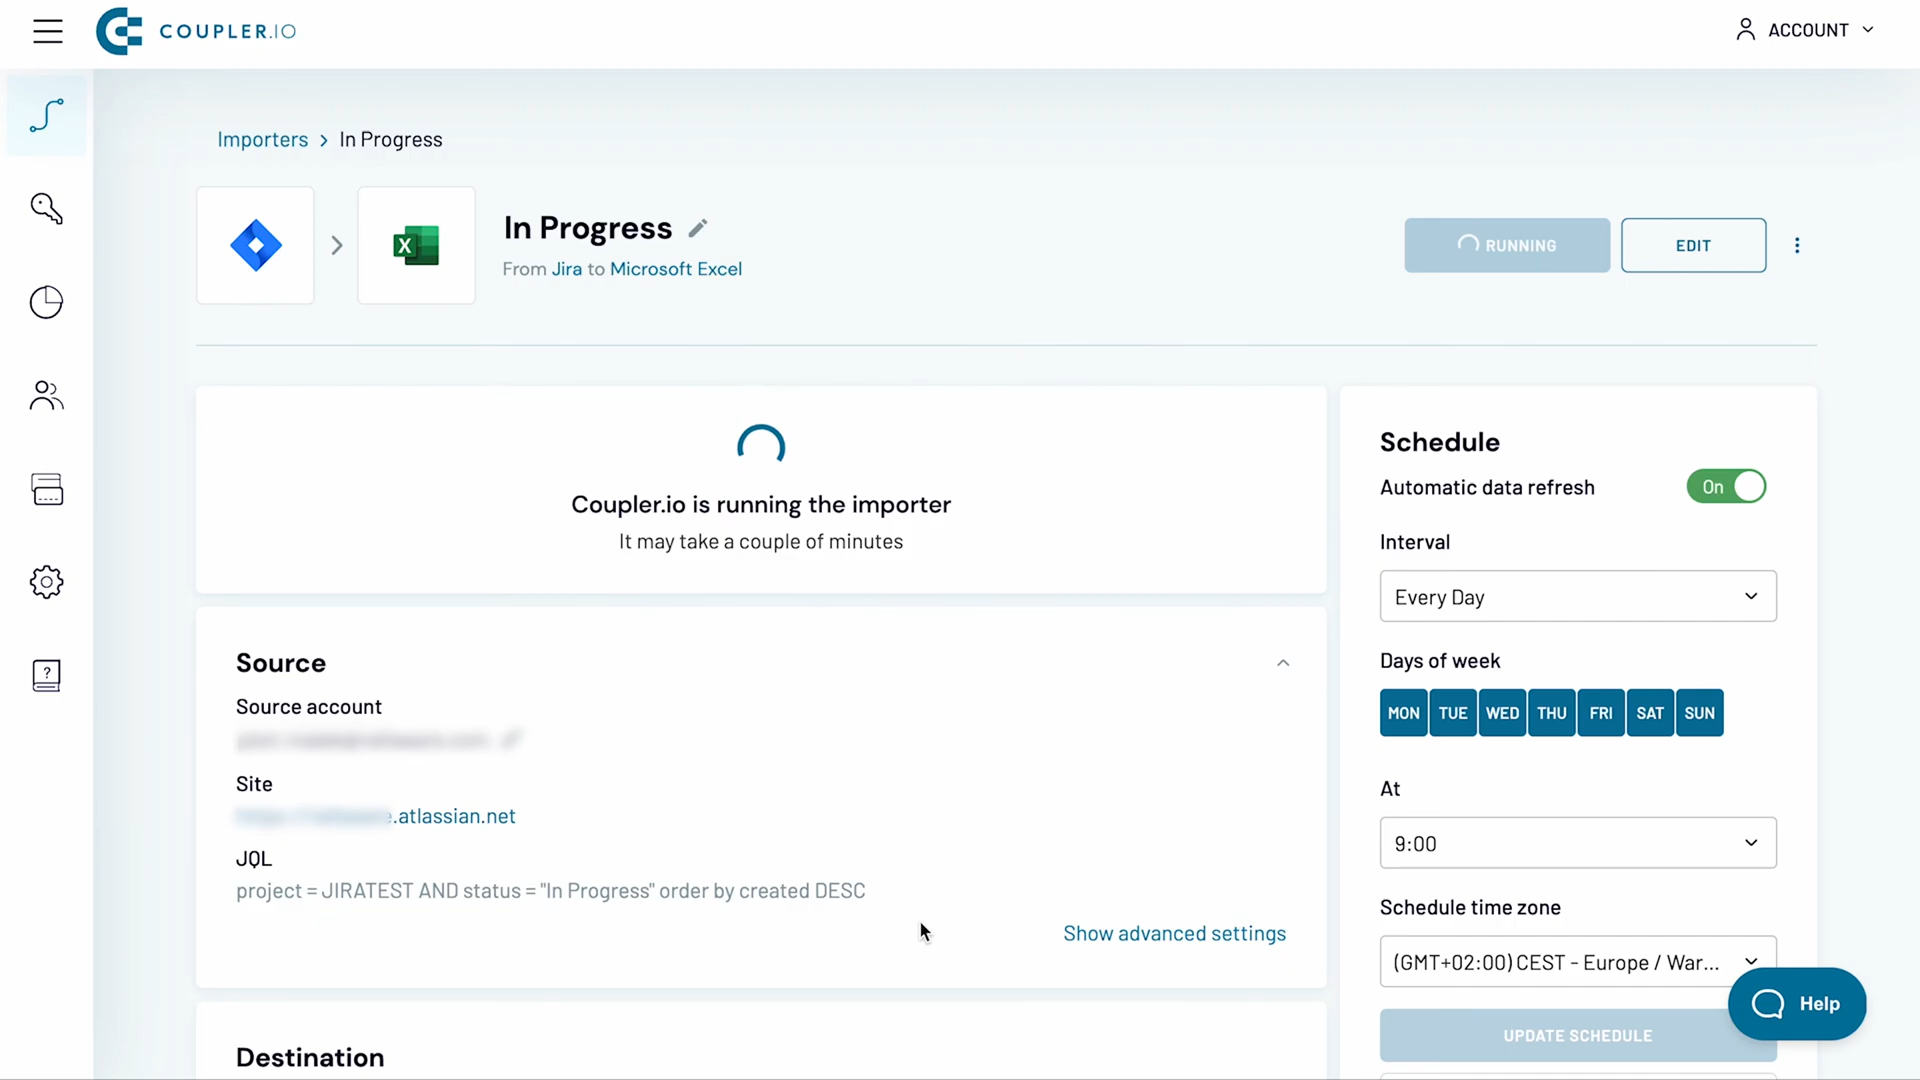 COUPLER.IO
ACCOUNT
Importers > In Progress
In Progress
From Jira to Microsoft Excel
RUNNING
EDIT
Coupler.io is running the importer
It may take a couple of minutes
Source
Source account
Site
.atlassian.net
JQL
project = JIRATEST AND status = "In Progress" order by created DESC
Show advanced settings
Destination
Schedule
Automatic data refresh
On
Interval
Every Day
Days of week
MON TUE WED THU FRI SAT SUN
At
9:00
Schedule time zone
(GMT+02:00) CEST - Europe / War...
UPDATE SCHEDULE
Help